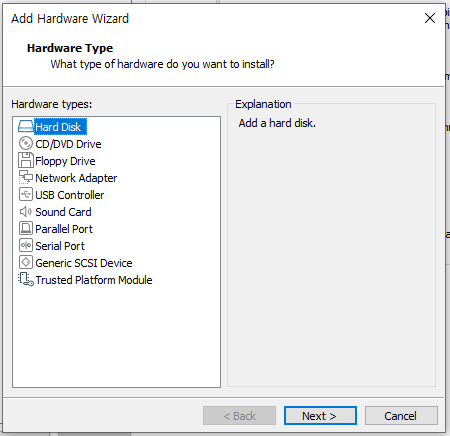 Add Hardware Wizard
Hardware Type
What type of hardware do you want to install?
Hardware types:
Hard Disk
CD/DVD Drive
Floppy Drive
Network Adapter
USB Controller
Sound Card
Parallel Port
Serial Port
Generic SCSI Device
Trusted Platform Module
Explanation
Add a hard disk.
< Back
Next >
Cancel